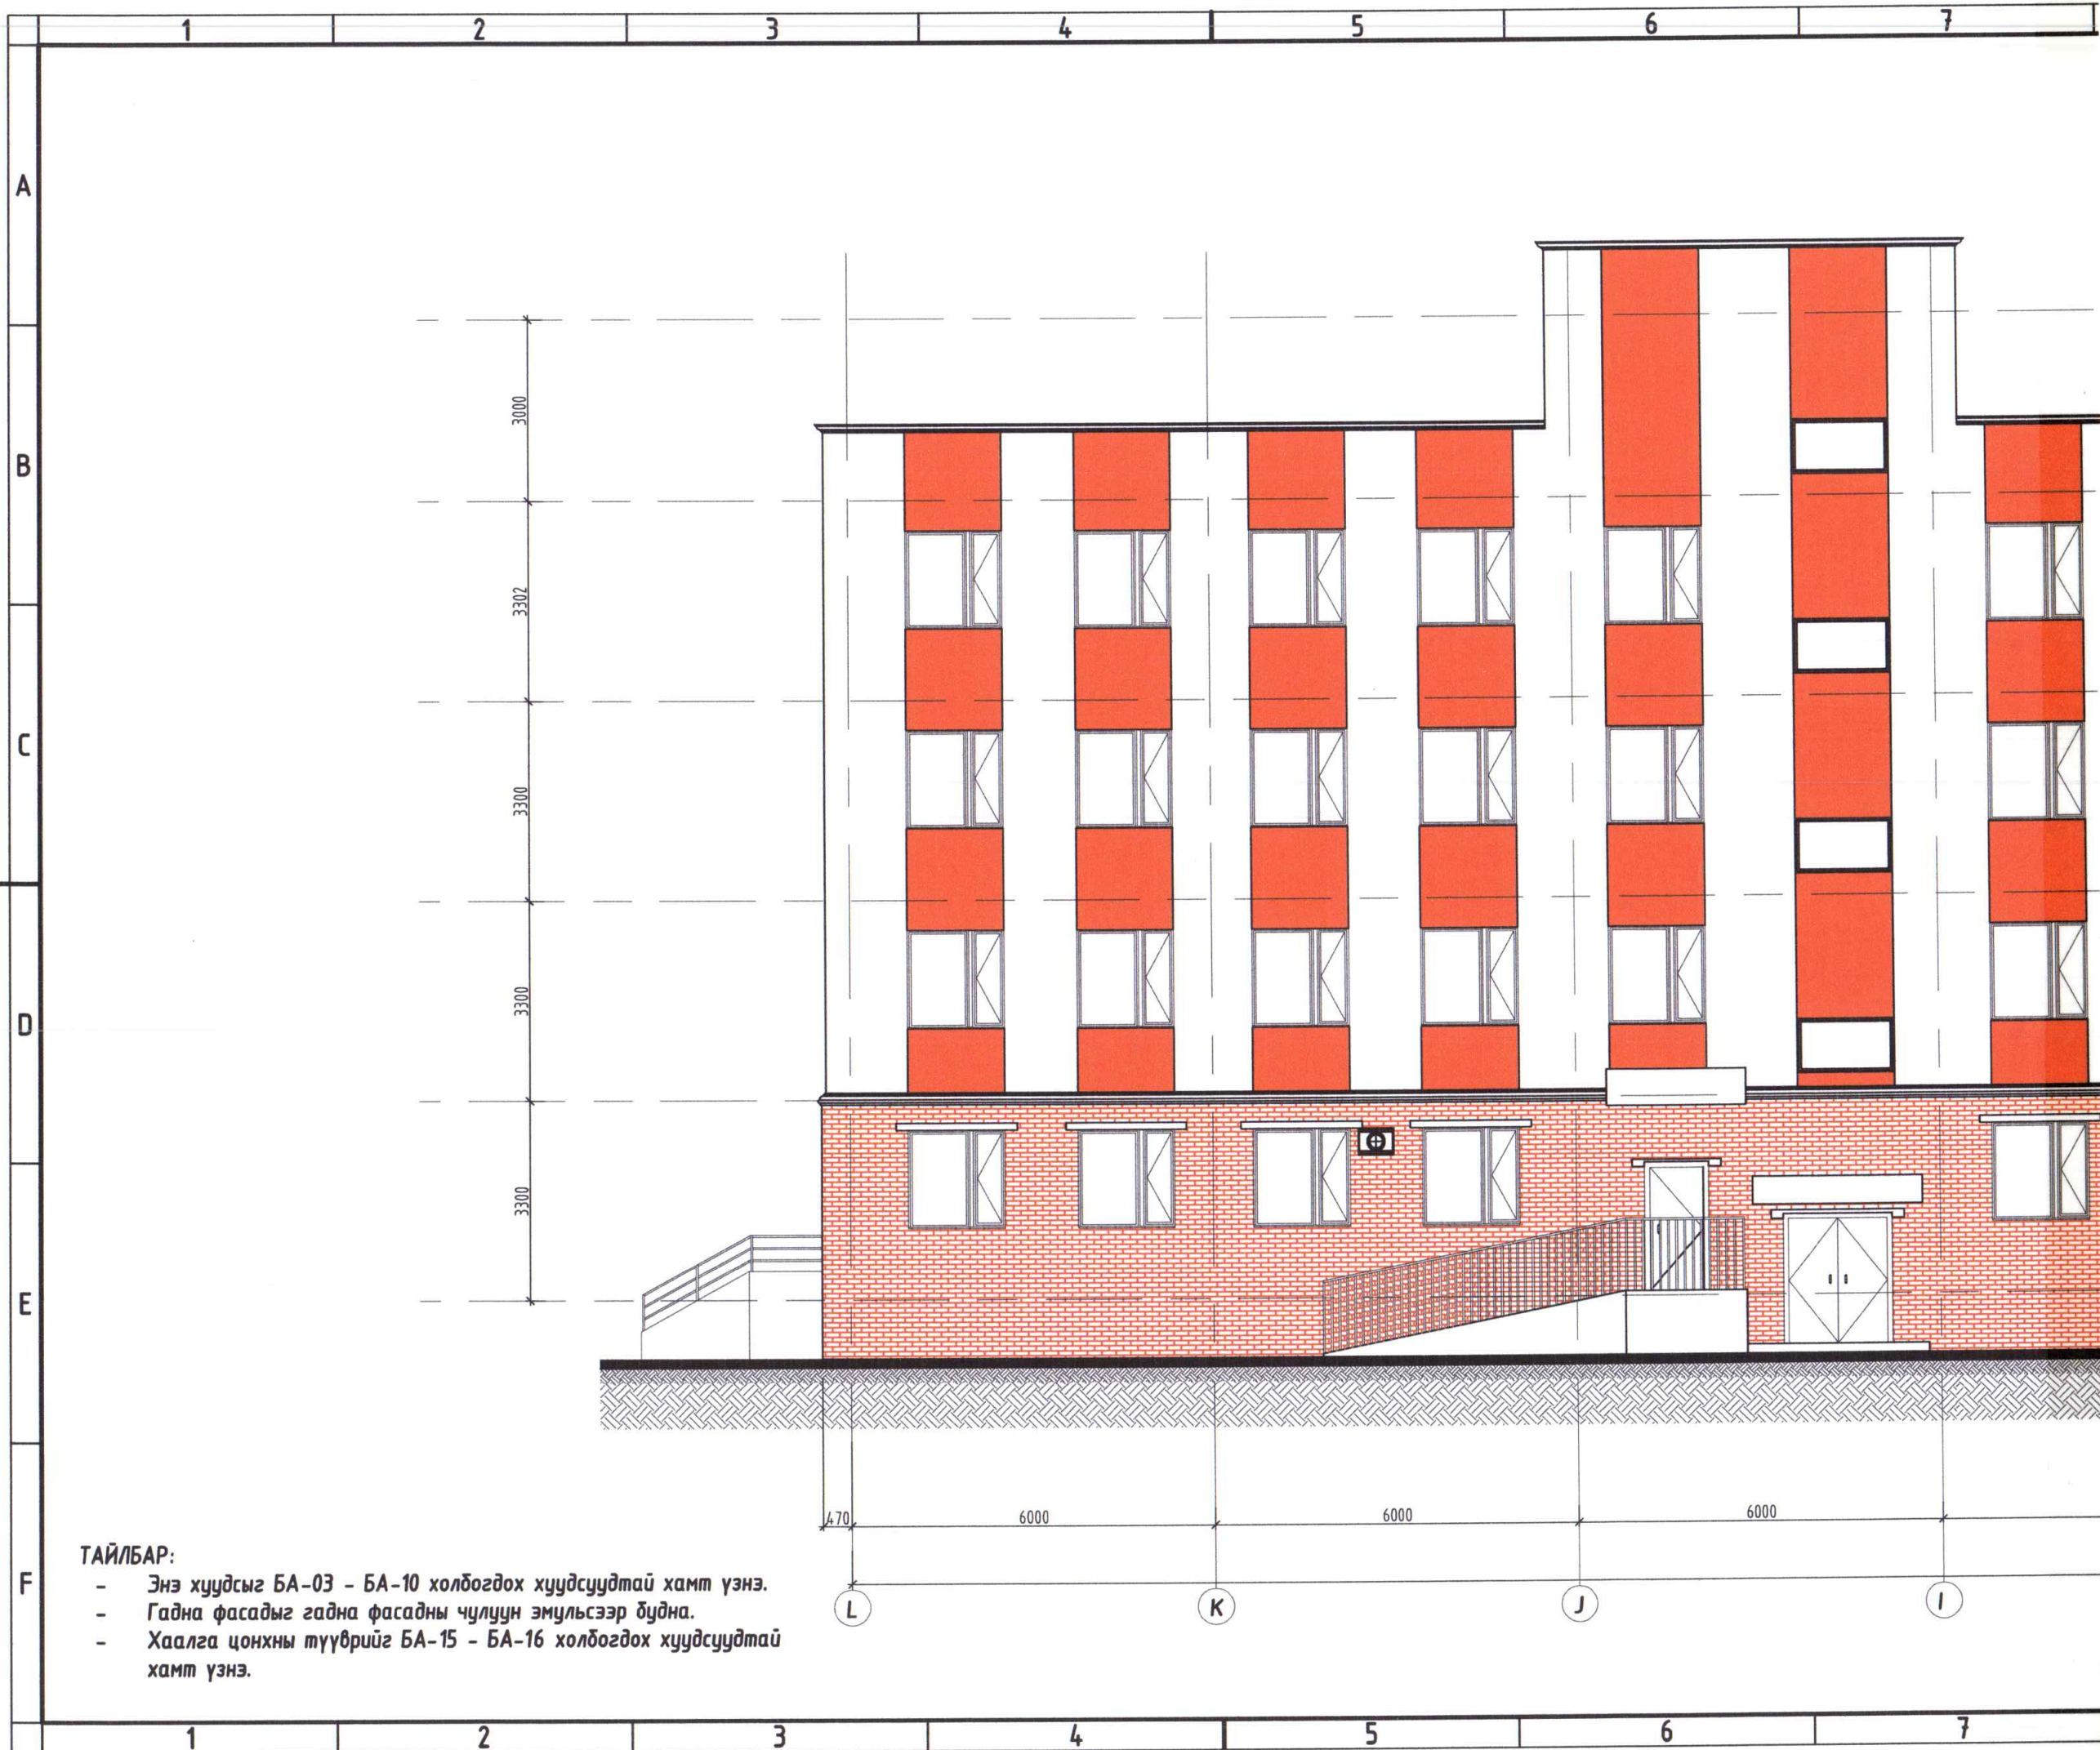 1 2 3 4 5 6 7
A
B
C
D
E
F
3000
3302
3300
3300
3300
470 6000 6000 6000
L K J I
ТАЙЛБАР:
- Энэ хуудсыг БА-03 - БА-10 холбогдох хуудсуудтай хамт үзнэ.
- Гадна фасадыг гадна фасадны чулуун эмульсээр будна.
- Хаалга цонхны түүврийг БА-15 - БА-16 холбогдох хуудсуудтай
хамт үзнэ.
1 2 3 4 5 6 7